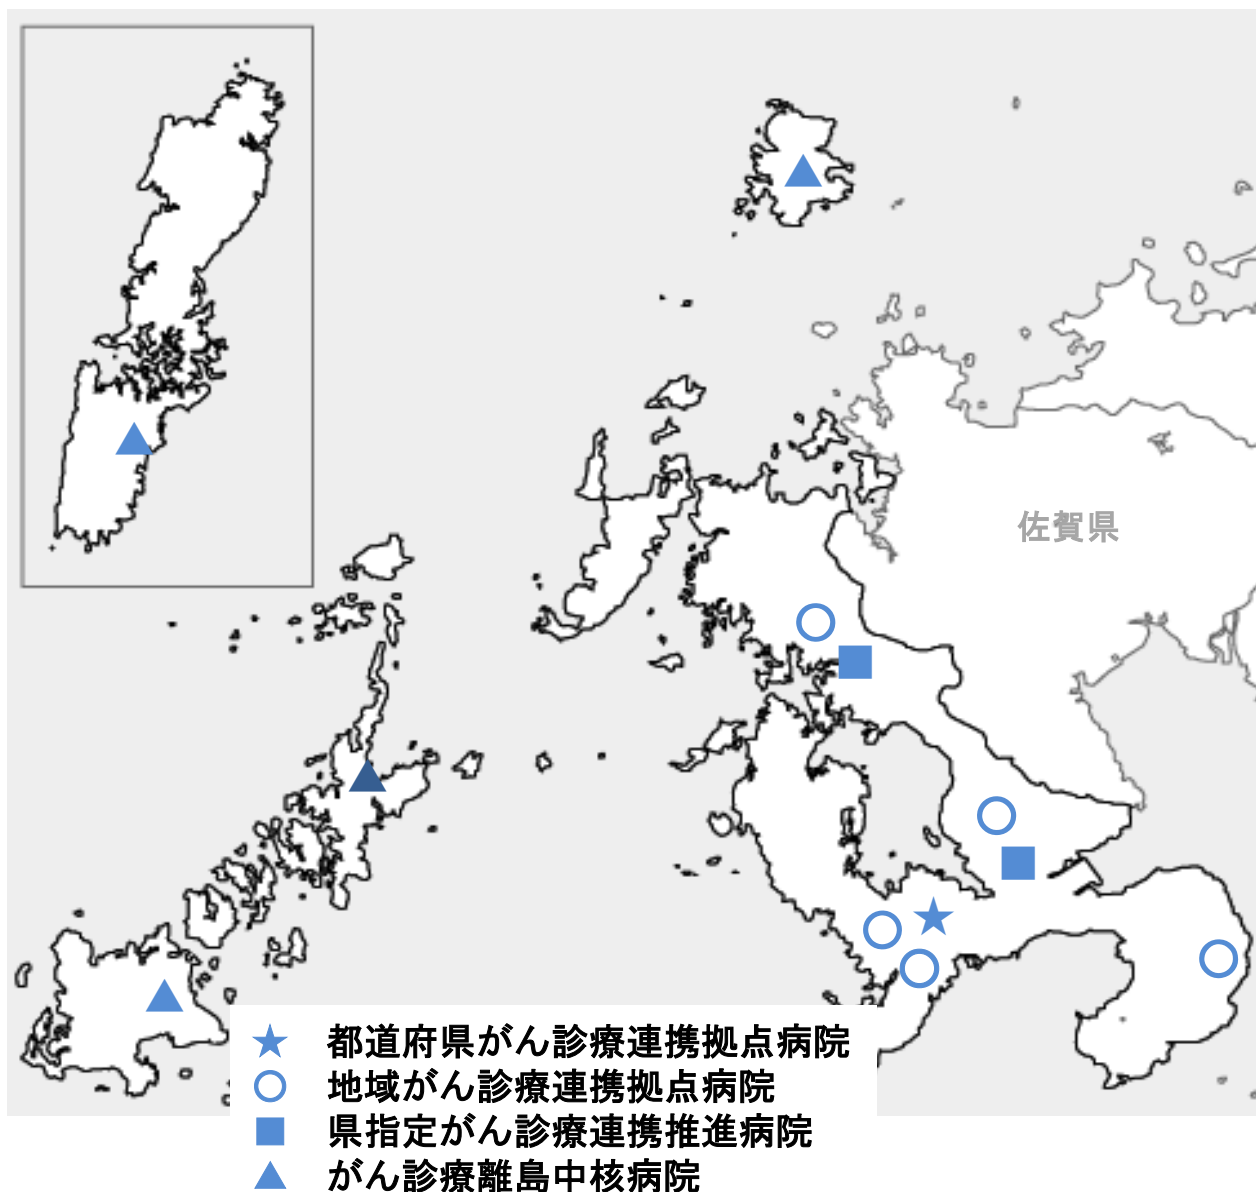 佐賀県
都道府県がん診療連携拠点病院
地域がん診療連携拠点病院
県指定がん診療連携推進病院
がん診療離島中核病院